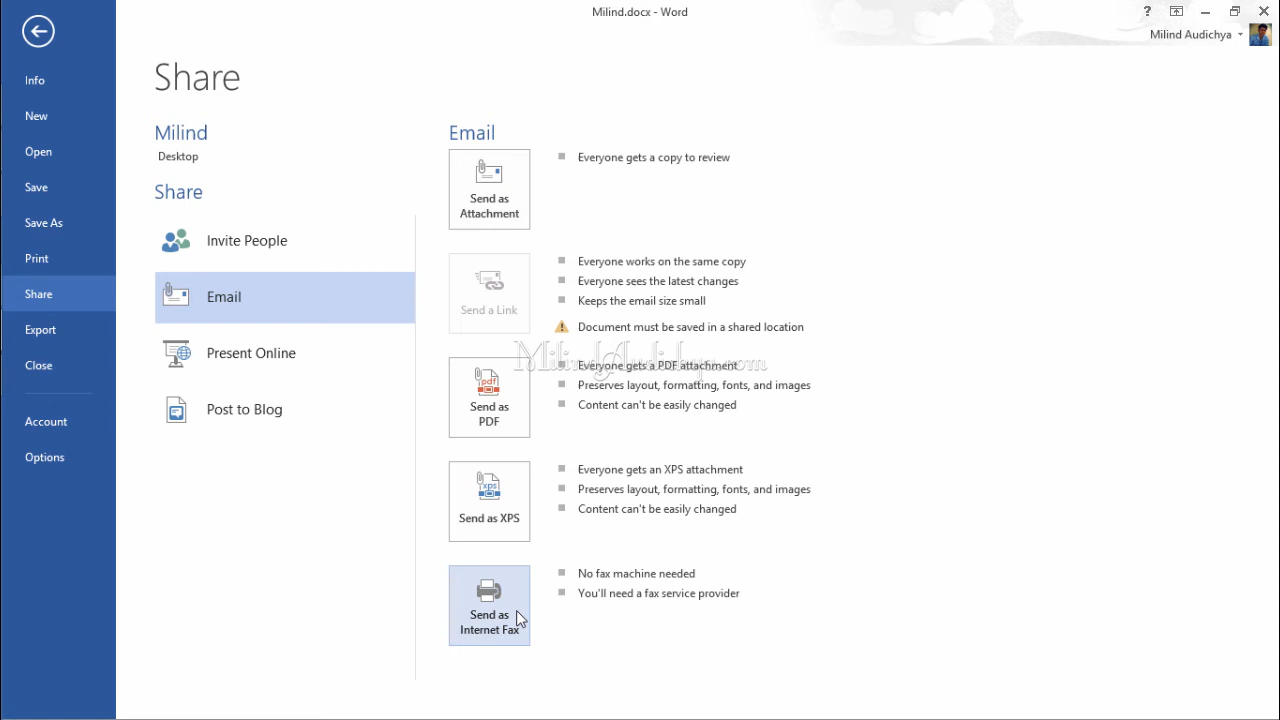 Milind.docx - Word
?
Milind Audichya
Info
New
Open
Save
Save As
Print
Share
Export
Close
Account
Options
Share
Milind
Desktop
Share
Invite People
Email
Present Online
Post to Blog
Email
Send as
Attachment
Everyone gets a copy to review
Send a Link
Everyone works on the same copy
Everyone sees the latest changes
Keeps the email size small
Document must be saved in a shared location
MilindAudichya.com
pdf
Send as
PDF
Everyone gets a PDF attachment
Preserves layout, formatting, fonts, and images
Content can't be easily changed
xps
Send as XPS
Everyone gets an XPS attachment
Preserves layout, formatting, fonts, and images
Content can't be easily changed
Send as
Internet Fax
No fax machine needed
You'll need a fax service provider